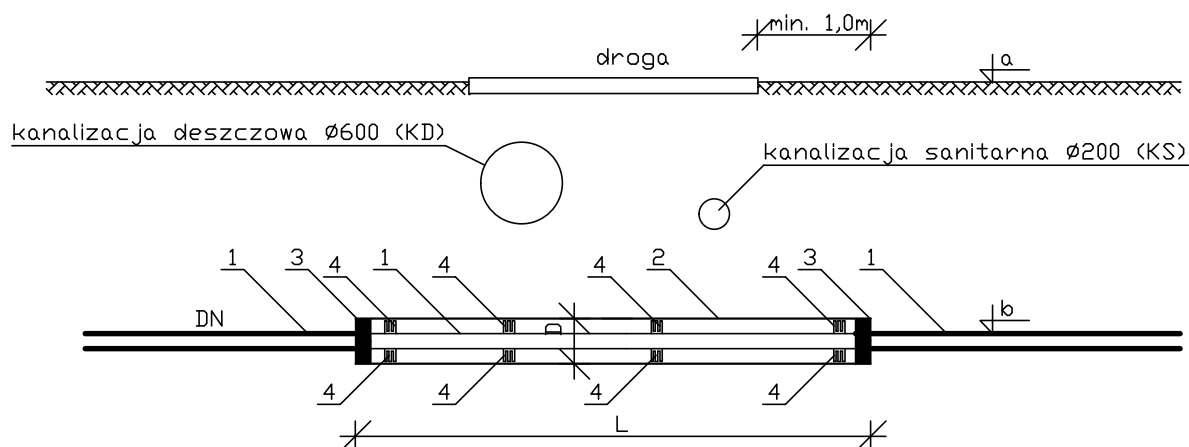 min. 1,0m
droga
a
kanalizacja deszczowa Ø600 (KD)
kanalizacja sanitarna Ø200 (KS)
1 3 4 1 4 4 2 4 3 1
DN
D
b
4 4 4 4
L